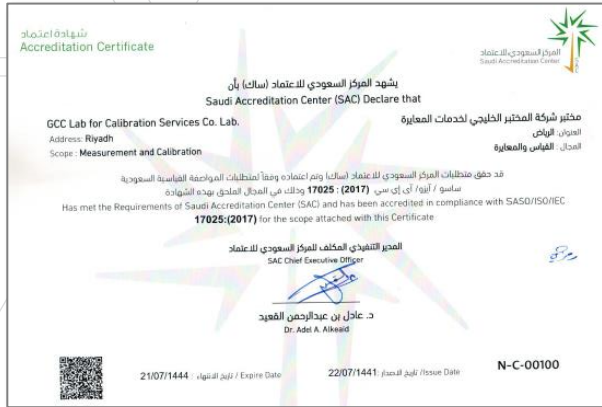 شهادة اعتماد
Accreditation Certificate
المركز السعودي للاعتماد
Saudi Accreditation Center
يشهد المركز السعودي للاعتماد (ساك) بأن
Saudi Accreditation Center (SAC) Declare that
مختبر شركة المختبر الخليجي لخدمات المعايرة
GCC Lab for Calibration Services Co. Lab.
العنوان: الرياض
Address: Riyadh
المجال: القياس والمعايرة
Scope: Measurement and Calibration
قد حقق متطلبات المركز السعودي للاعتماد (ساك) وتم اعتماده وفقاً لمتطلبات المواصفة القياسية السعودية
ساسو / آيزو/ آي إي سي 17025 : (2017) وذلك في المجال الملحق بهذه الشهادة
Has met the Requirements of Saudi Accreditation Center (SAC) and has been accredited in compliance with SASO/ISO/IEC
17025:(2017) for the scope attached with this Certificate
المدير التنفيذي المكلف للمركز السعودي للاعتماد
SAC Chief Executive Officer
د. عادل بن عبدالرحمن القعيد
Dr. Adel A. Alkeaid
N-C-00100
22/07/1441 :تاريخ الاصدار /Issue Date
21/07/1444 : تاريخ الانتهاء / Expire Date